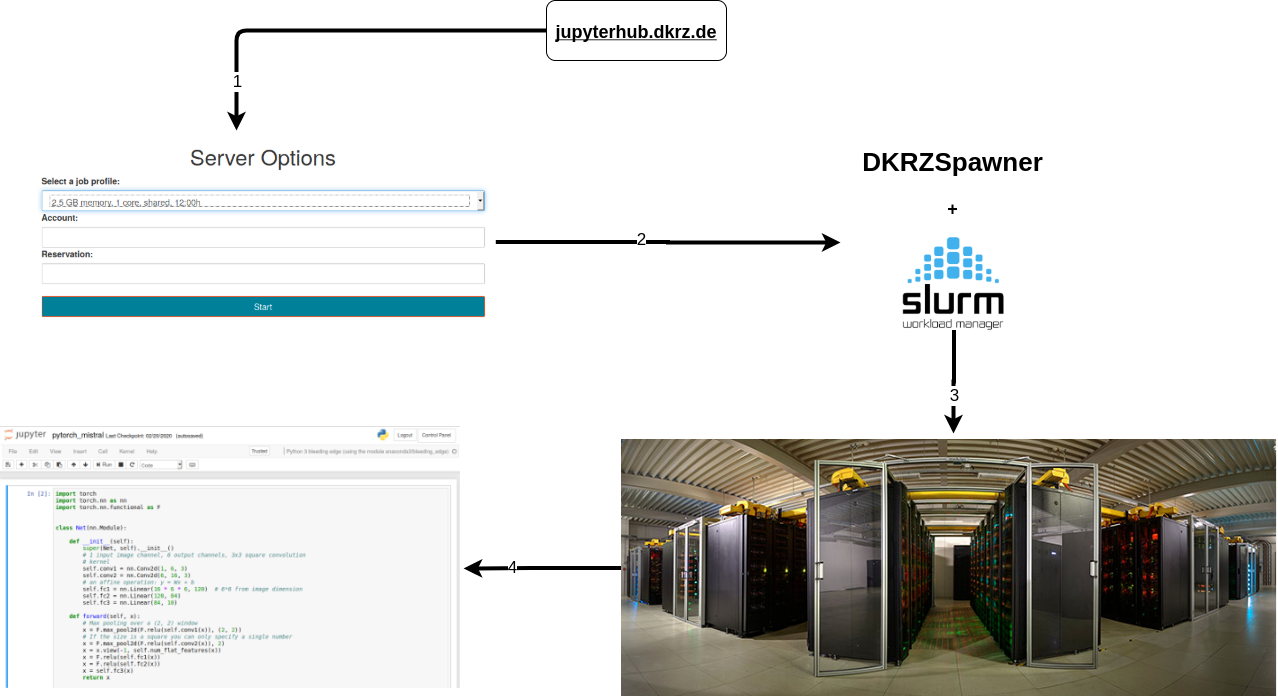 jupyterhub.dkrz.de
1
Server Options
Select a job profile:
2.5 GB memory, 1 core, shared, 12:00h
Account:
Reservation:
Start
2
DKRZSpawner
+
slurm
workload manager
3
4
jupyter pytorch_mistral Last Checkpoint: 02/20/2020 (autosaved)
Logout Control Panel
File Edit View Insert Cell Kernel Help
Trusted
Python 3 bleeding edge (using the module anaconda3/bleeding_edge)
Run
Code
In [2]: import torch
import torch.nn as nn
import torch.nn.functional as F
class Net(nn.Module):
def __init__(self):
super(Net, self).__init__()
# 1 input image channel, 6 output channels, 3x3 square convolution
# kernel
self.conv1 = nn.Conv2d(1, 6, 3)
self.conv2 = nn.Conv2d(6, 16, 3)
# an affine operation: y = Wx + b
self.fc1 = nn.Linear(16 * 6 * 6, 120) # 6*6 from image dimension
self.fc2 = nn.Linear(120, 84)
self.fc3 = nn.Linear(84, 10)
def forward(self, x):
# Max pooling over a (2, 2) window
x = F.max_pool2d(F.relu(self.conv1(x)), (2, 2))
# If the size is a square you can only specify a single number
x = F.max_pool2d(F.relu(self.conv2(x)), 2)
x = x.view(-1, self.num_flat_features(x))
x = F.relu(self.fc1(x))
x = F.relu(self.fc2(x))
x = self.fc3(x)
return x